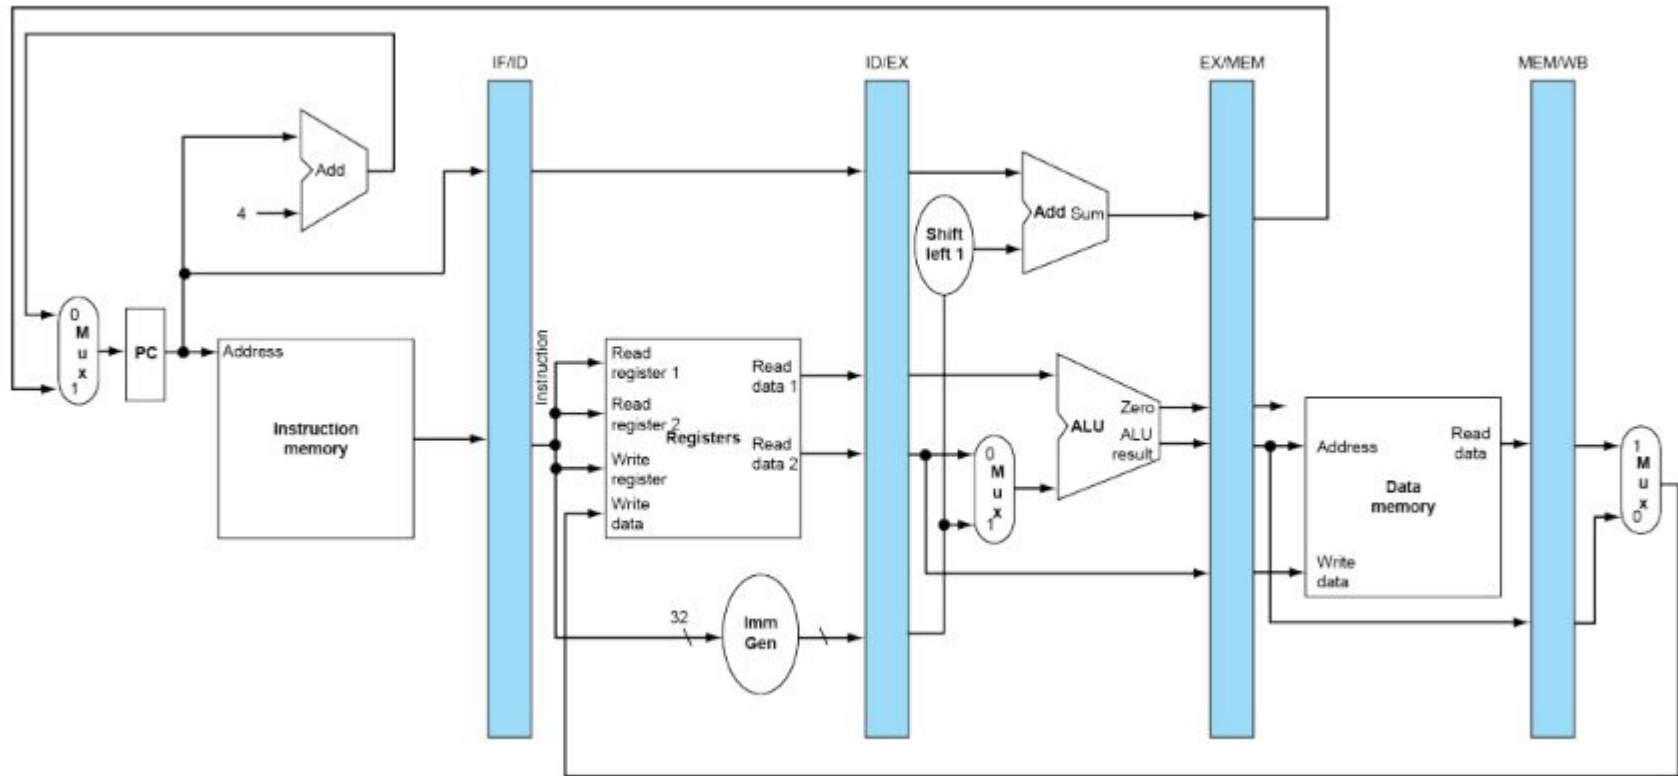 IF/ID
ID/EX
EX/MEM
MEM/WB
Add
4
Shift
left 1
Add Sum
0
M
u
x
1
PC
Address
Instruction
memory
Instruction
Read
register 1
Read
register 2
Registers
Write
register
Write
data
Read
data 1
Read
data 2
32
Imm
Gen
0
M
u
x
1
Zero
ALU
ALU
result
Address
Read
data
Data
memory
Write
data
1
M
u
x
0